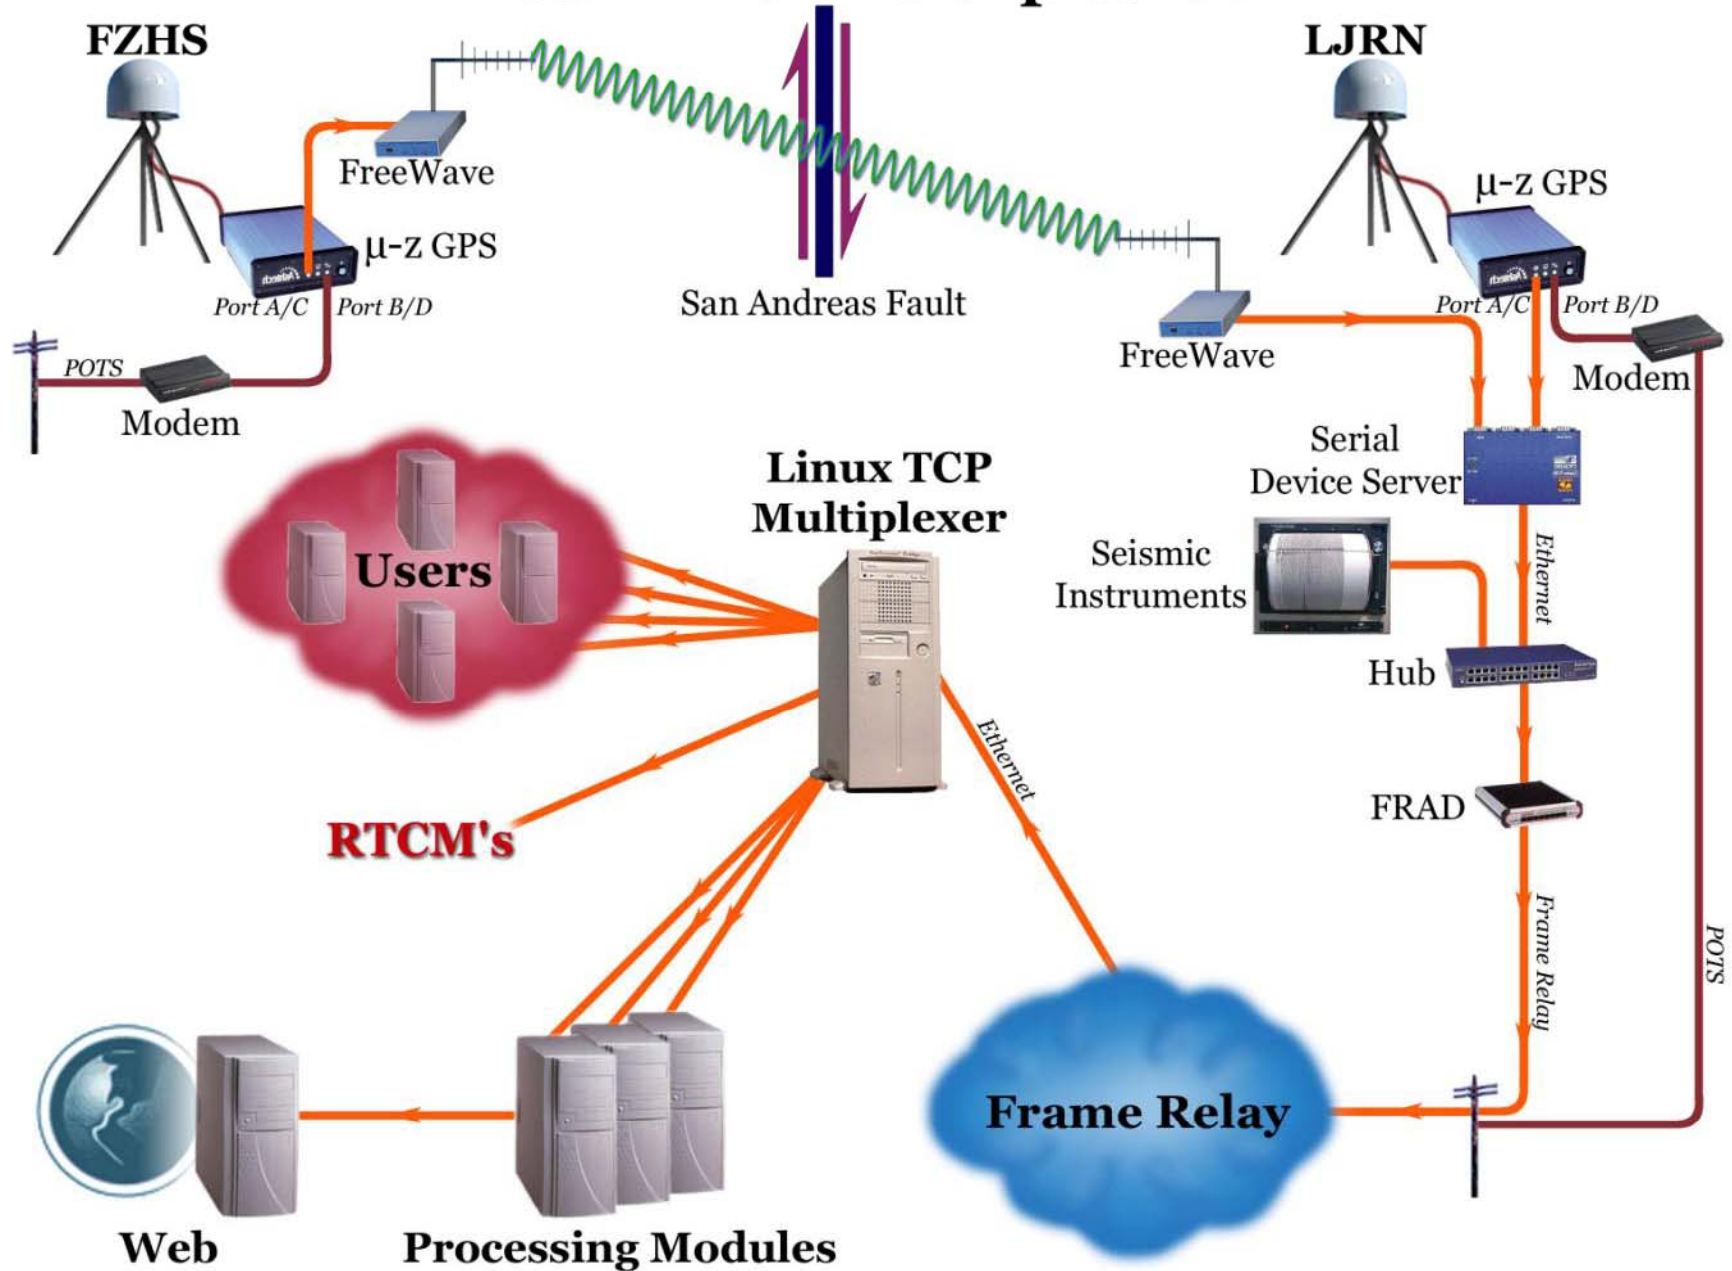 FZHS
LJRN
FreeWave
µ-z GPS
µ-z GPS
Port A/C
Port B/D
San Andreas Fault
Port A/C
Port B/D
POTS
FreeWave
Modem
Modem
Serial
Device Server
Linux TCP
Multiplexer
Ethernet
Users
Seismic
Instruments
Hub
Ethernet
FRAD
RTCM's
Frame Relay
POTS
Frame Relay
Web
Processing Modules